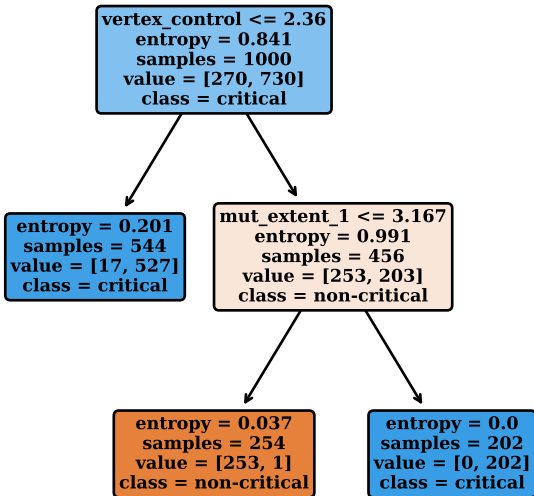 vertex_control <= 2.36
entropy = 0.841
samples = 1000
value = [270, 730]
class = critical
entropy = 0.201
samples = 544
value = [17, 527]
class = critical
mut_extent_1 <= 3.167
entropy = 0.991
samples = 456
value = [253, 203]
class = non-critical
entropy = 0.037
samples = 254
value = [253, 1]
class = non-critical
entropy = 0.0
samples = 202
value = [0, 202]
class = critical